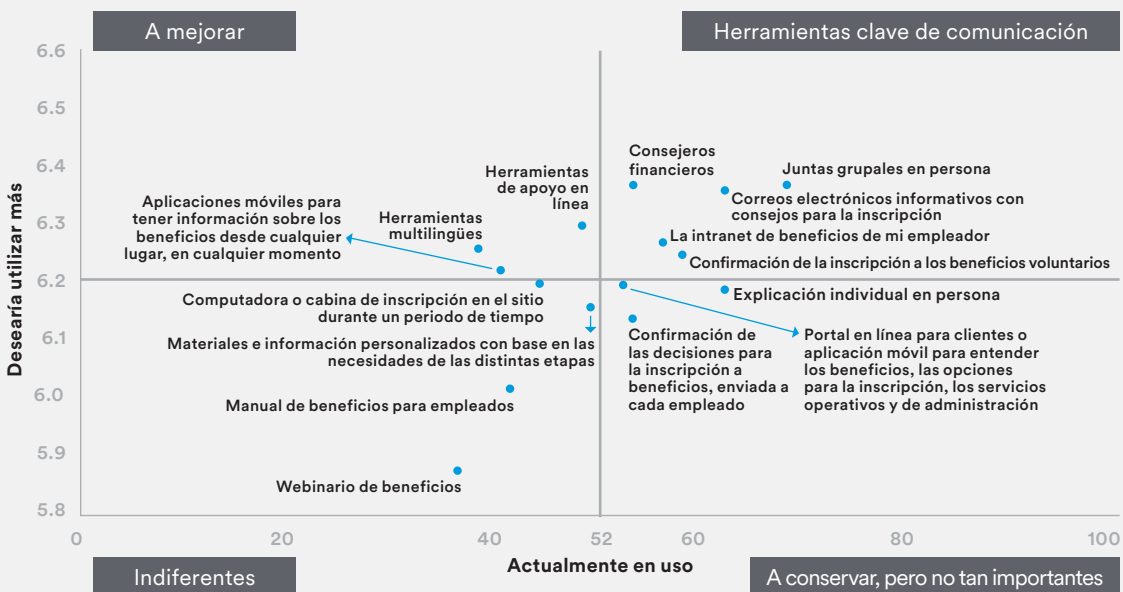 A mejorar
Herramientas clave de comunicación
Desearía utilizar más
6.6
6.5
6.4
6.3
6.2
6.1
6.0
5.9
5.8
Aplicaciones móviles para
tener información sobre los
beneficios desde cualquier
lugar, en cualquier momento
Herramientas
multilingües
Herramientas
de apoyo en
línea
Computadora o cabina de inscripción en el sitio
durante un periodo de tiempo
Materiales e información personalizados con base en las
necesidades de las distintas etapas
Manual de beneficios para empleados
Webinario de beneficios
Consejeros
financieros
Juntas grupales en persona
Correos electrónicos informativos con
consejos para la inscripción
La intranet de beneficios de mi empleador
Confirmación de la inscripción a los beneficios voluntarios
Explicación individual en persona
Confirmación de
las decisiones para
la inscripción a
beneficios, enviada a
cada empleado
Portal en línea para clientes o
aplicación móvil para entender
los beneficios, las opciones
para la inscripción, los servicios
operativos y de administración
0
20
40
52
60
80
100
Actualmente en uso
Indiferentes
A conservar, pero no tan importantes